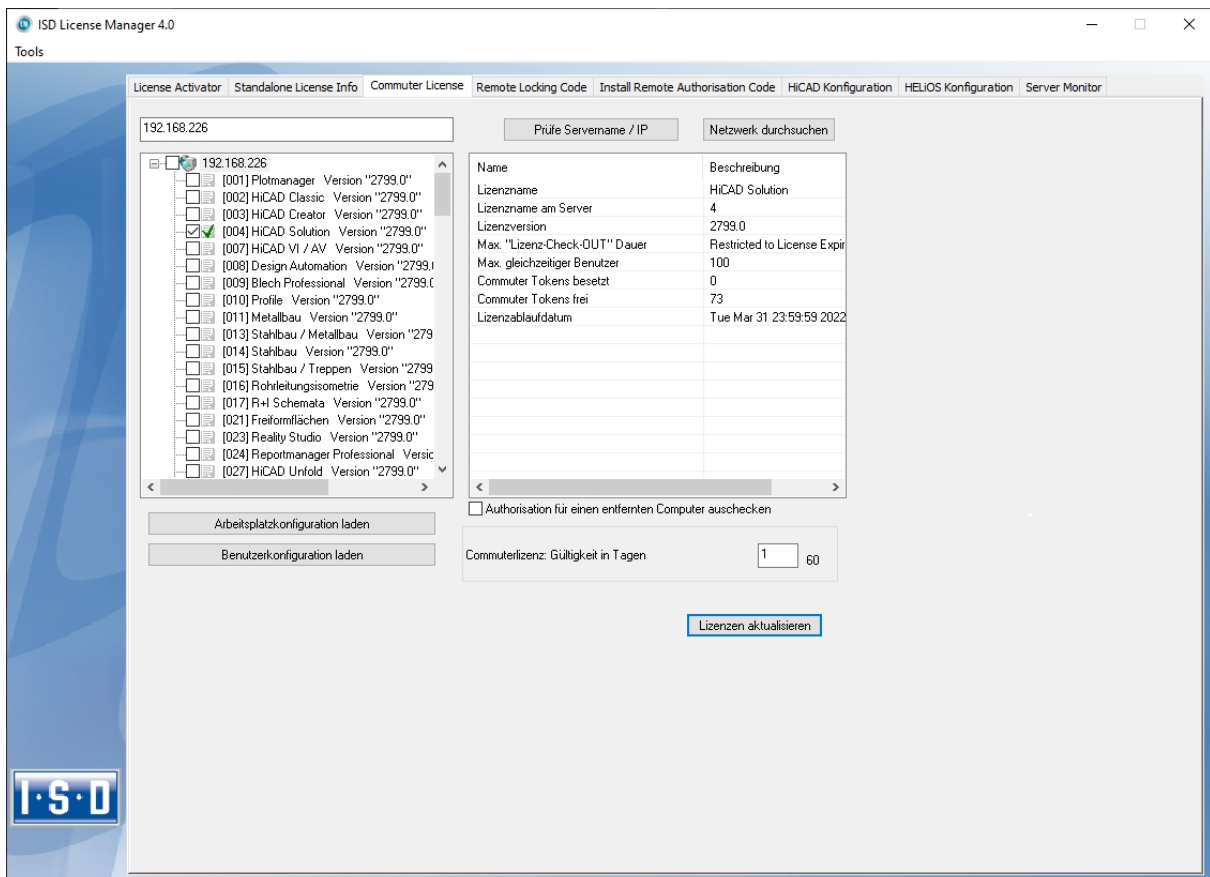 ISD License Manager 4.0
Tools
License Activator Standalone License Info Commuter License Remote Locking Code Install Remote Authorisation Code HiCAD Konfiguration HELiOS Konfiguration Server Monitor
192.168.226
Prüfe Servername / IP
Netzwerk durchsuchen
192.168.226
[001] Plotmanager Version "2799.0"
[002] HiCAD Classic Version "2799.0"
[003] HiCAD Creator Version "2799.0"
[004] HiCAD Solution Version "2799.0"
[007] HiCAD VI / AV Version "2799.0"
[008] Design Automation Version "2799.
[009] Blech Professional Version "2799.0
[010] Profile Version "2799.0"
[011] Metallbau Version "2799.0"
[013] Stahlbau / Metallbau Version "279
[014] Stahlbau Version "2799.0"
[015] Stahlbau / Treppen Version "2799
[016] Rohrleitungsisometrie Version "279
[017] R+I Schemata Version "2799.0"
[021] Freiformflächen Version "2799.0"
[023] Reality Studio Version "2799.0"
[024] Reportmanager Professional Versic
[027] HiCAD Unfold Version "2799.0"
Name Beschreibung
Lizenzname HiCAD Solution
Lizenzname am Server 4
Lizenzversion 2799.0
Max. "Lizenz-Check-OUT" Dauer Restricted to License Expir
Max. gleichzeitiger Benutzer 100
Commuter Tokens besetzt 0
Commuter Tokens frei 73
Lizenzablaufdatum Tue Mar 31 23:59:59 2022
Arbeitsplatzkonfiguration laden
Benutzerkonfiguration laden
Authorisation für einen entfernten Computer auschecken
Commuterlizenz: Gültigkeit in Tagen 1 60
Lizenzen aktualisieren
I·S·D